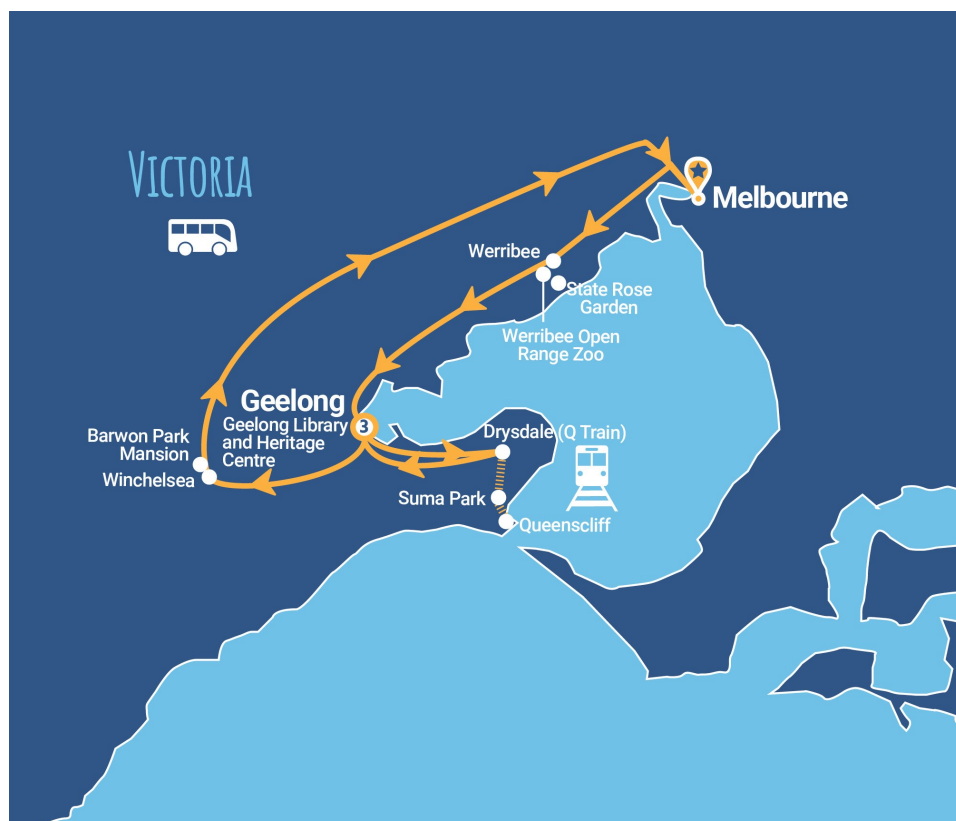 VICTORIA
Melbourne
Werribee
State Rose
Garden
Werribee Open
Range Zoo
Geelong
3
Geelong Library
and Heritage
Centre
Drysdale (Q Train)
Barwon Park
Mansion
Winchelsea
Suma Park
Queenscliff